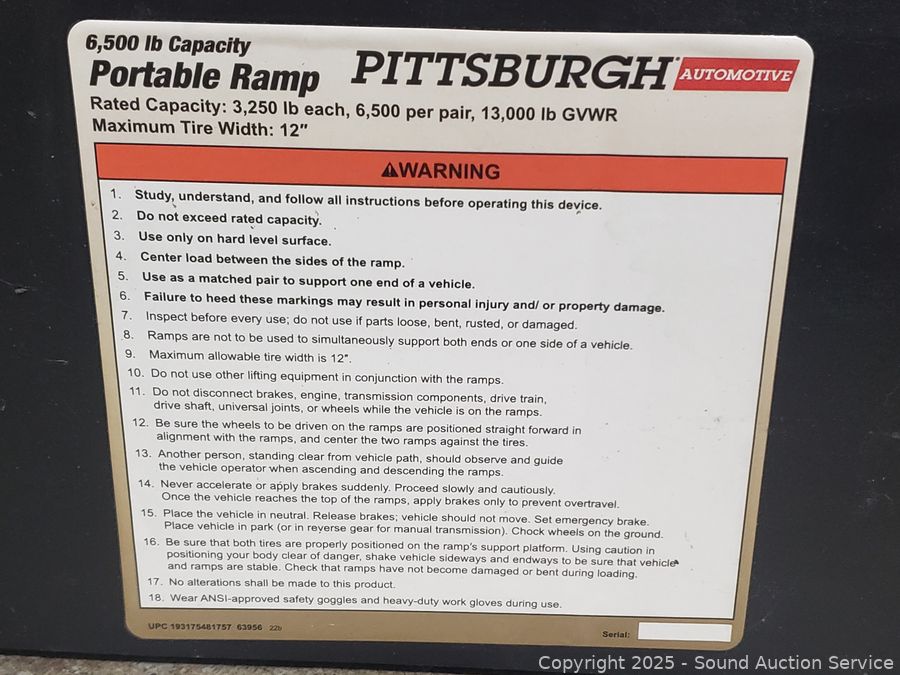 6,500 lb Capacity
Portable Ramp
PITTSBURGH® AUTOMOTIVE
Rated Capacity: 3,250 lb each, 6,500 per pair, 13,000 lb GVWR
Maximum Tire Width: 12"
⚠WARNING
1. Study, understand, and follow all instructions before operating this device.
2. Do not exceed rated capacity.
3. Use only on hard level surface.
4. Center load between the sides of the ramp.
5. Use as a matched pair to support one end of a vehicle.
6. Failure to heed these markings may result in personal injury and/ or property damage.
7. Inspect before every use; do not use if parts loose, bent, rusted, or damaged.
8. Ramps are not to be used to simultaneously support both ends or one side of a vehicle.
9. Maximum allowable tire width is 12".
10. Do not use other lifting equipment in conjunction with the ramps.
11. Do not disconnect brakes, engine, transmission components, drive train,
drive shaft, universal joints, or wheels while the vehicle is on the ramps.
12. Be sure the wheels to be driven on the ramps are positioned straight forward in
alignment with the ramps, and center the two ramps against the tires.
13. Another person, standing clear from vehicle path, should observe and guide
the vehicle operator when ascending and descending the ramps.
14. Never accelerate or apply brakes suddenly. Proceed slowly and cautiously.
Once the vehicle reaches the top of the ramps, apply brakes only to prevent overtravel.
15. Place the vehicle in neutral. Release brakes; vehicle should not move. Set emergency brake.
Place vehicle in park (or in reverse gear for manual transmission). Chock wheels on the ground.
16. Be sure that both tires are properly positioned on the ramp's support platform. Using caution in
positioning your body clear of danger, shake vehicle sideways and endways to be sure that vehicle
and ramps are stable. Check that ramps have not become damaged or bent during loading.
17. No alterations shall be made to this product.
18. Wear ANSI-approved safety goggles and heavy-duty work gloves during use.
UPC 193175481757 63956 22b
Serial:
Copyright 2025 - Sound Auction Service